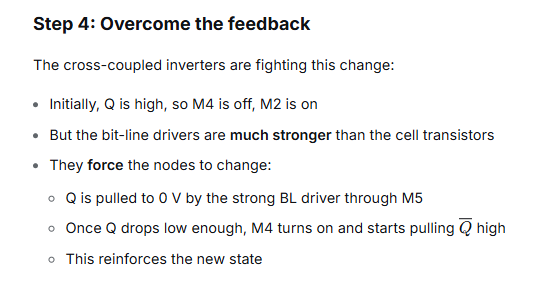 Step 4: Overcome the feedback
The cross-coupled inverters are fighting this change:
• Initially, Q is high, so M4 is off, M2 is on
• But the bit-line drivers are much stronger than the cell transistors
• They force the nodes to change:
◦ Q is pulled to 0 V by the strong BL driver through M5
◦ Once Q drops low enough, M4 turns on and starts pulling Q̅ high
◦ This reinforces the new state